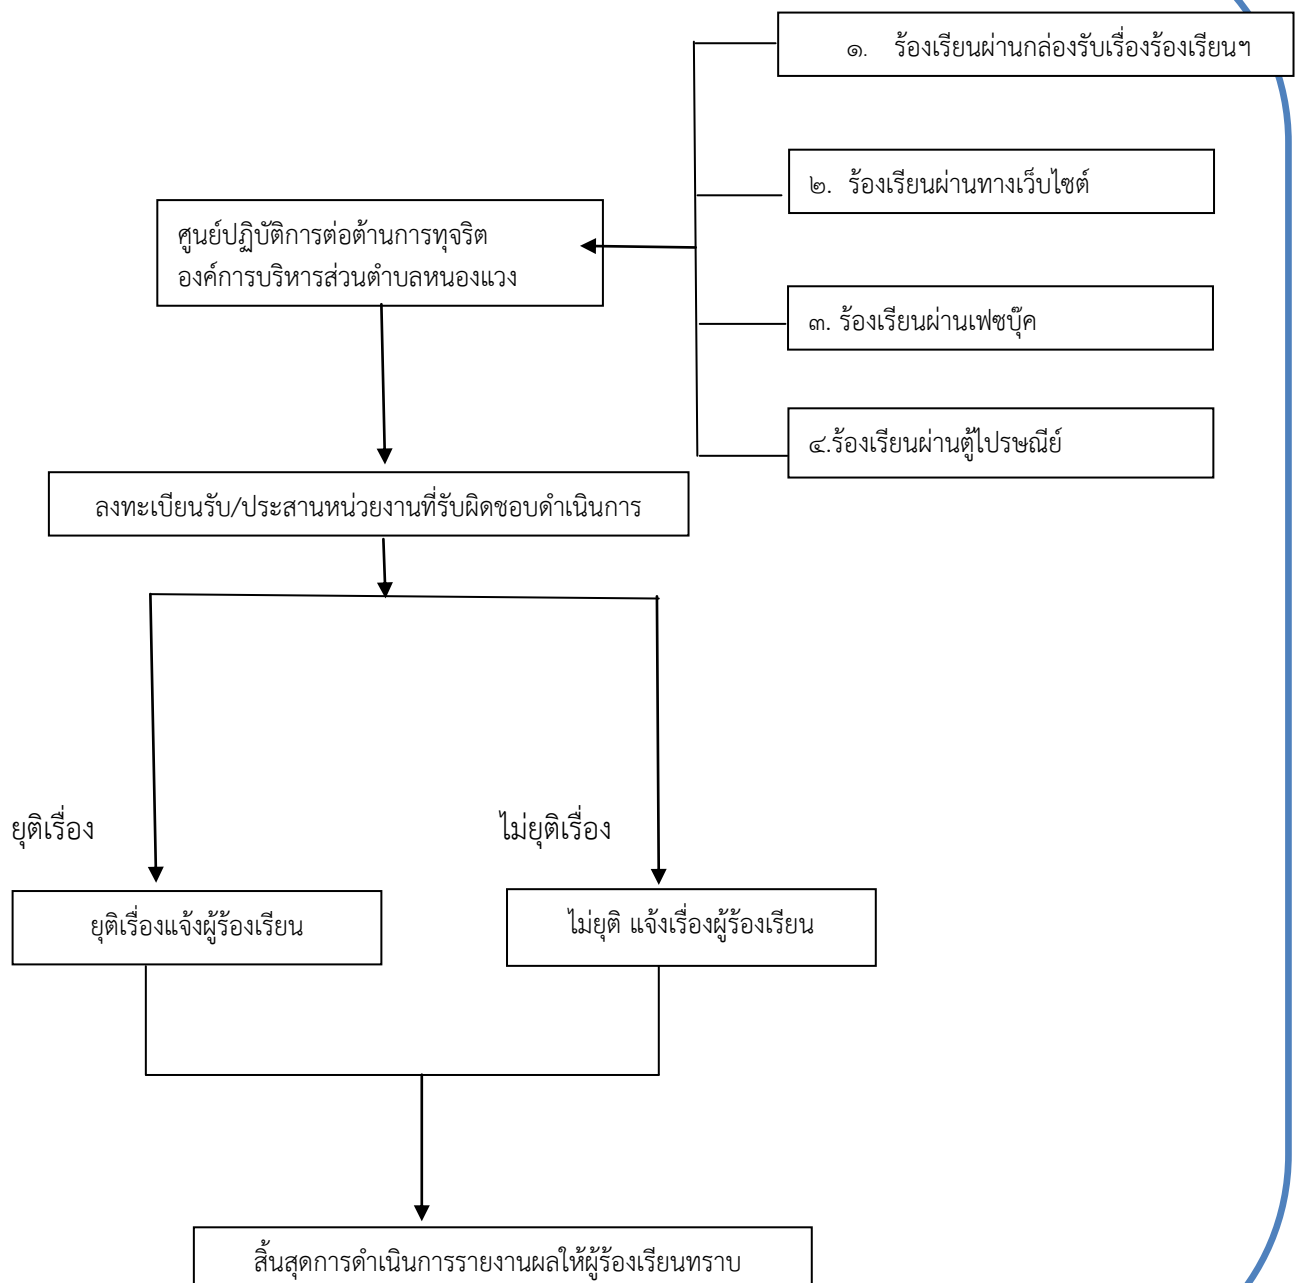 ๑. ร้องเรียนผ่านกล่องรับเรื่องร้องเรียนฯ
๒. ร้องเรียนผ่านทางเว็บไซต์
ศูนย์ปฏิบัติการต่อต้านการทุจริต
องค์การบริหารส่วนตำบลหนองแวง
๓. ร้องเรียนผ่านเฟซบุ๊ค
๔.ร้องเรียนผ่านตู้ไปรษณีย์
ลงทะเบียนรับ/ประสานหน่วยงานที่รับผิดชอบดำเนินการ
ยุติเรื่อง
ไม่ยุติเรื่อง
ยุติเรื่องแจ้งผู้ร้องเรียน
ไม่ยุติ แจ้งเรื่องผู้ร้องเรียน
สิ้นสุดการดำเนินการรายงานผลให้ผู้ร้องเรียนทราบ